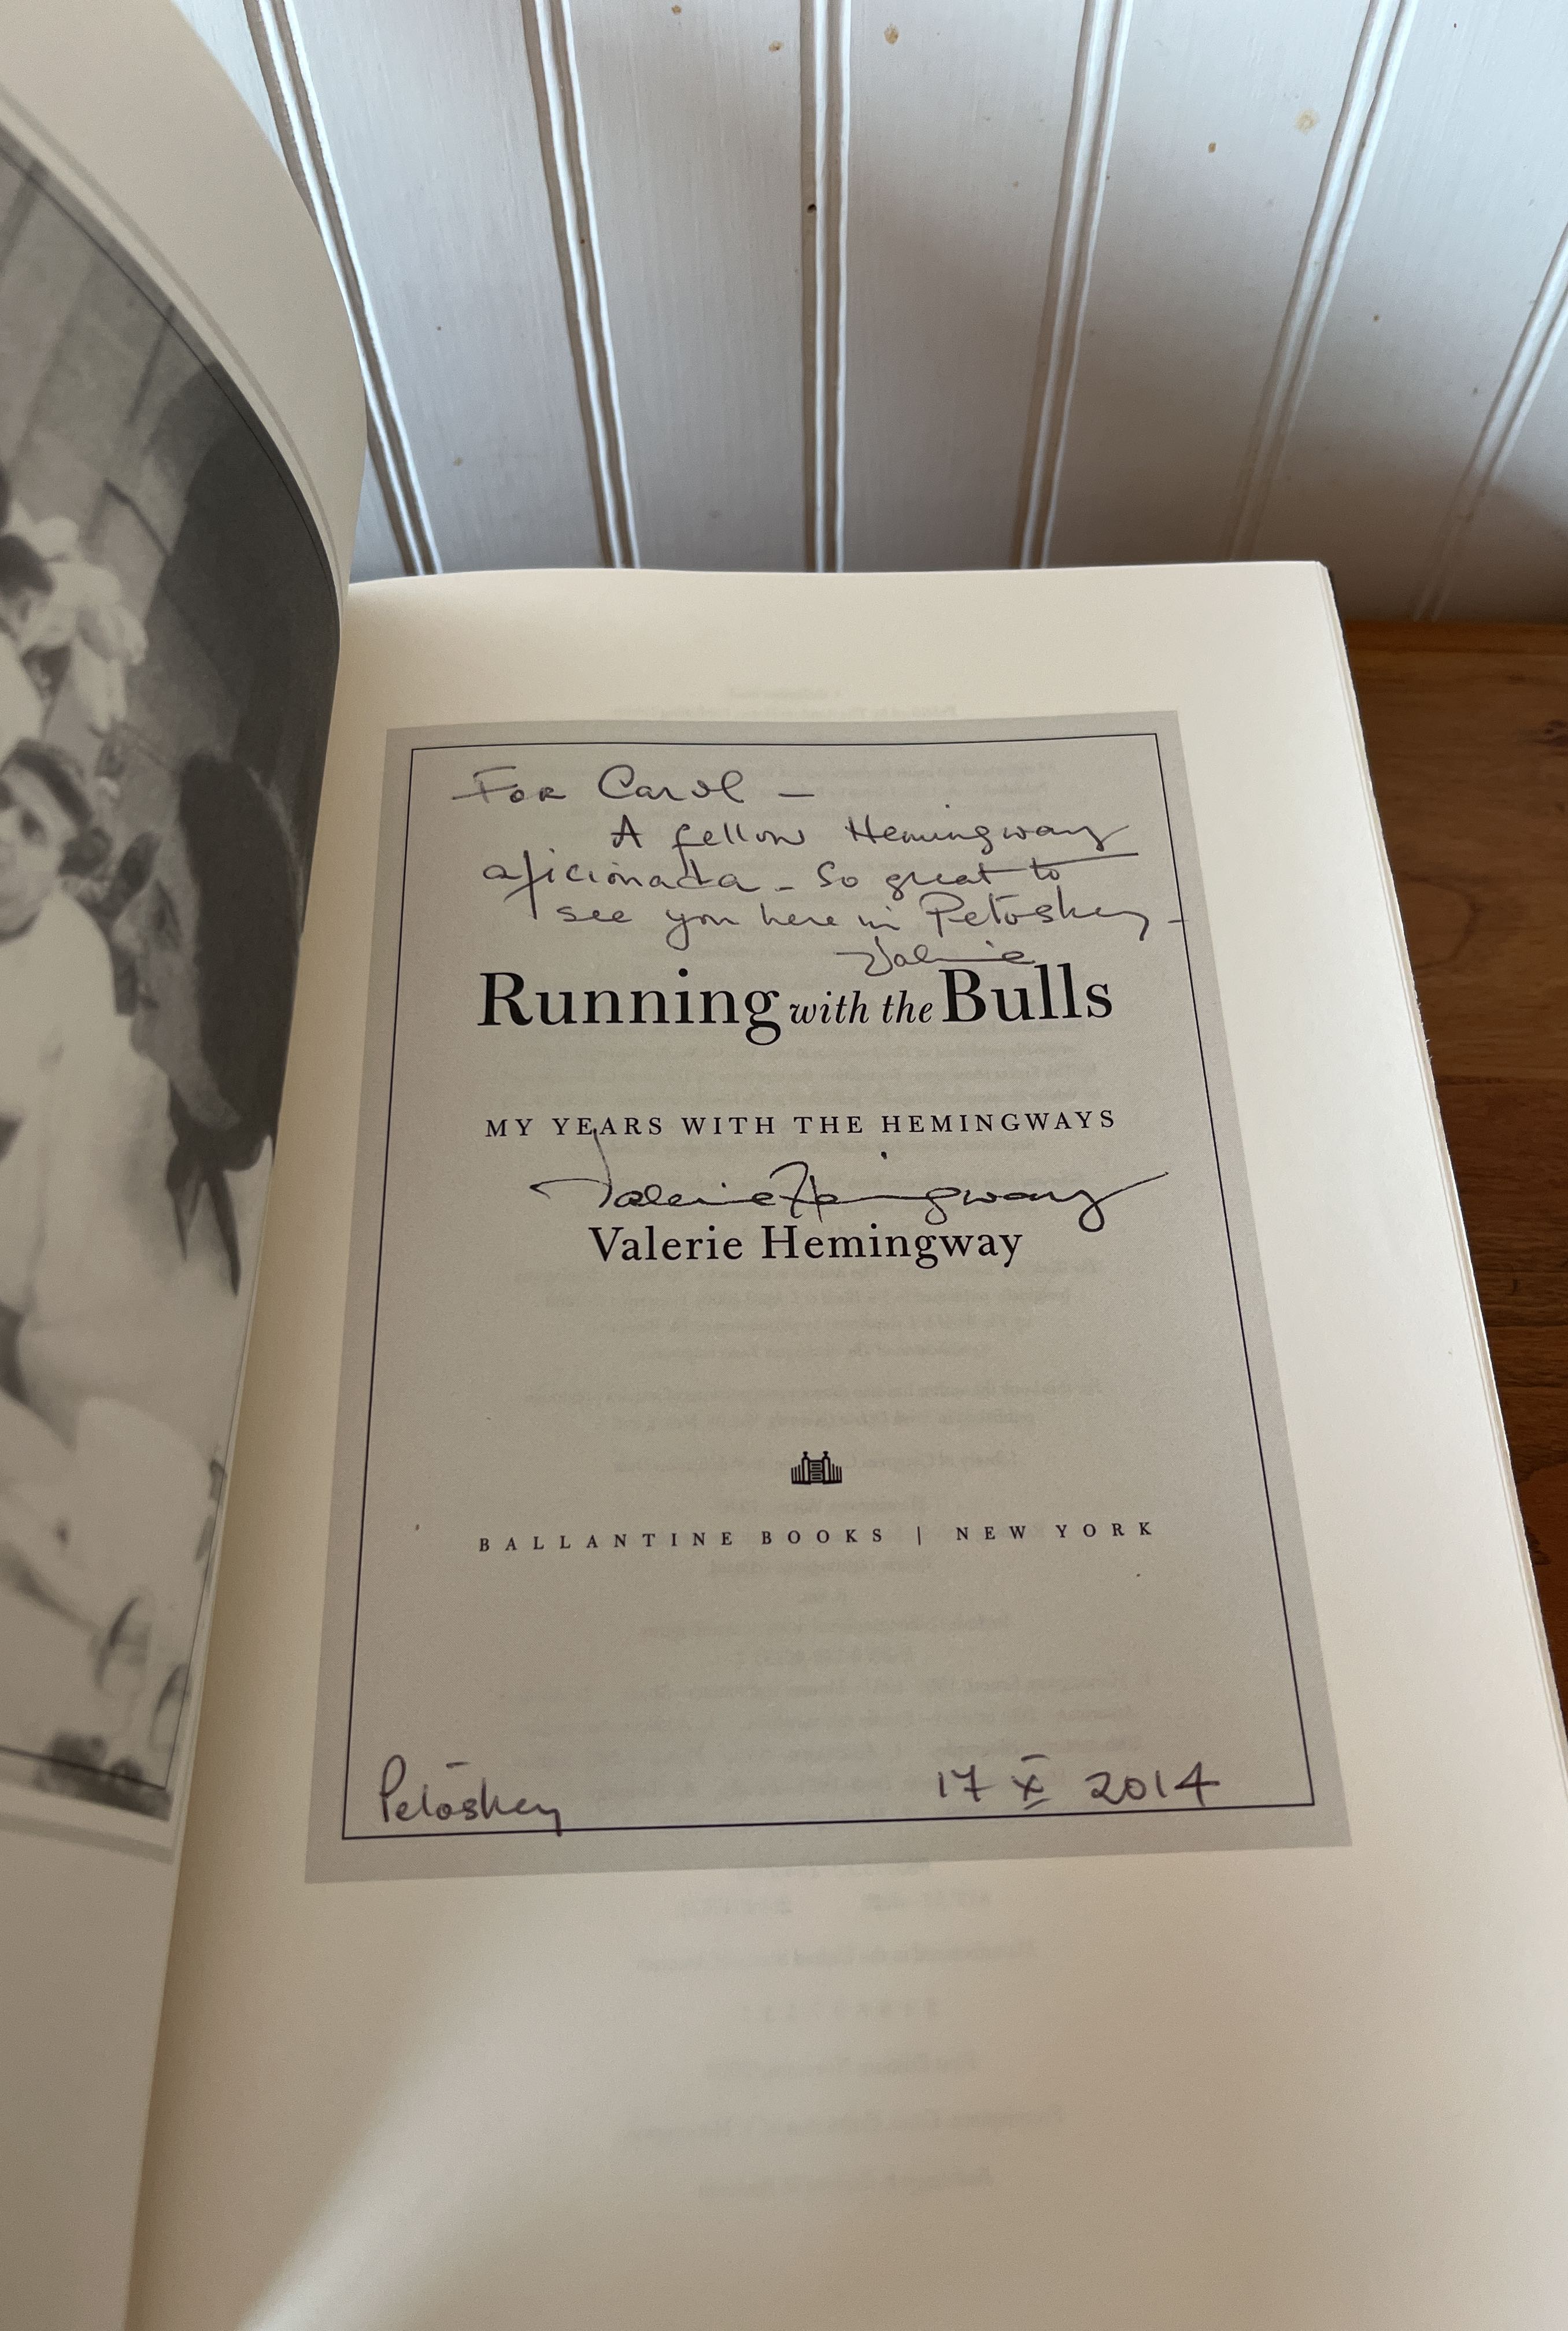 For Carol –
A fellow Hemingway
aficionada – So great to
see you here in Petoskey –
Valerie
Running with the Bulls
MY YEARS WITH THE HEMINGWAYS
Valerie Hemingway
Valerie Hemingway
BALLANTINE BOOKS | NEW YORK
Petoskey 17 X 2014